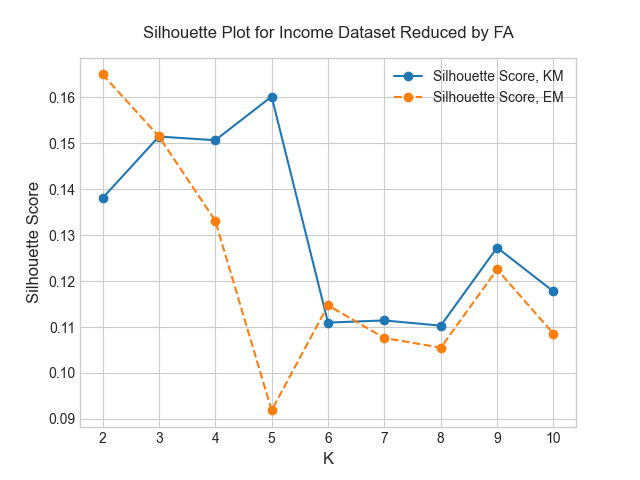 Silhouette Plot for Income Dataset Reduced by FA
Silhouette Score, KM
Silhouette Score, EM
Silhouette Score
0.16
0.15
0.14
0.13
0.12
0.11
0.10
0.09
2 3 4 5 6 7 8 9 10
K